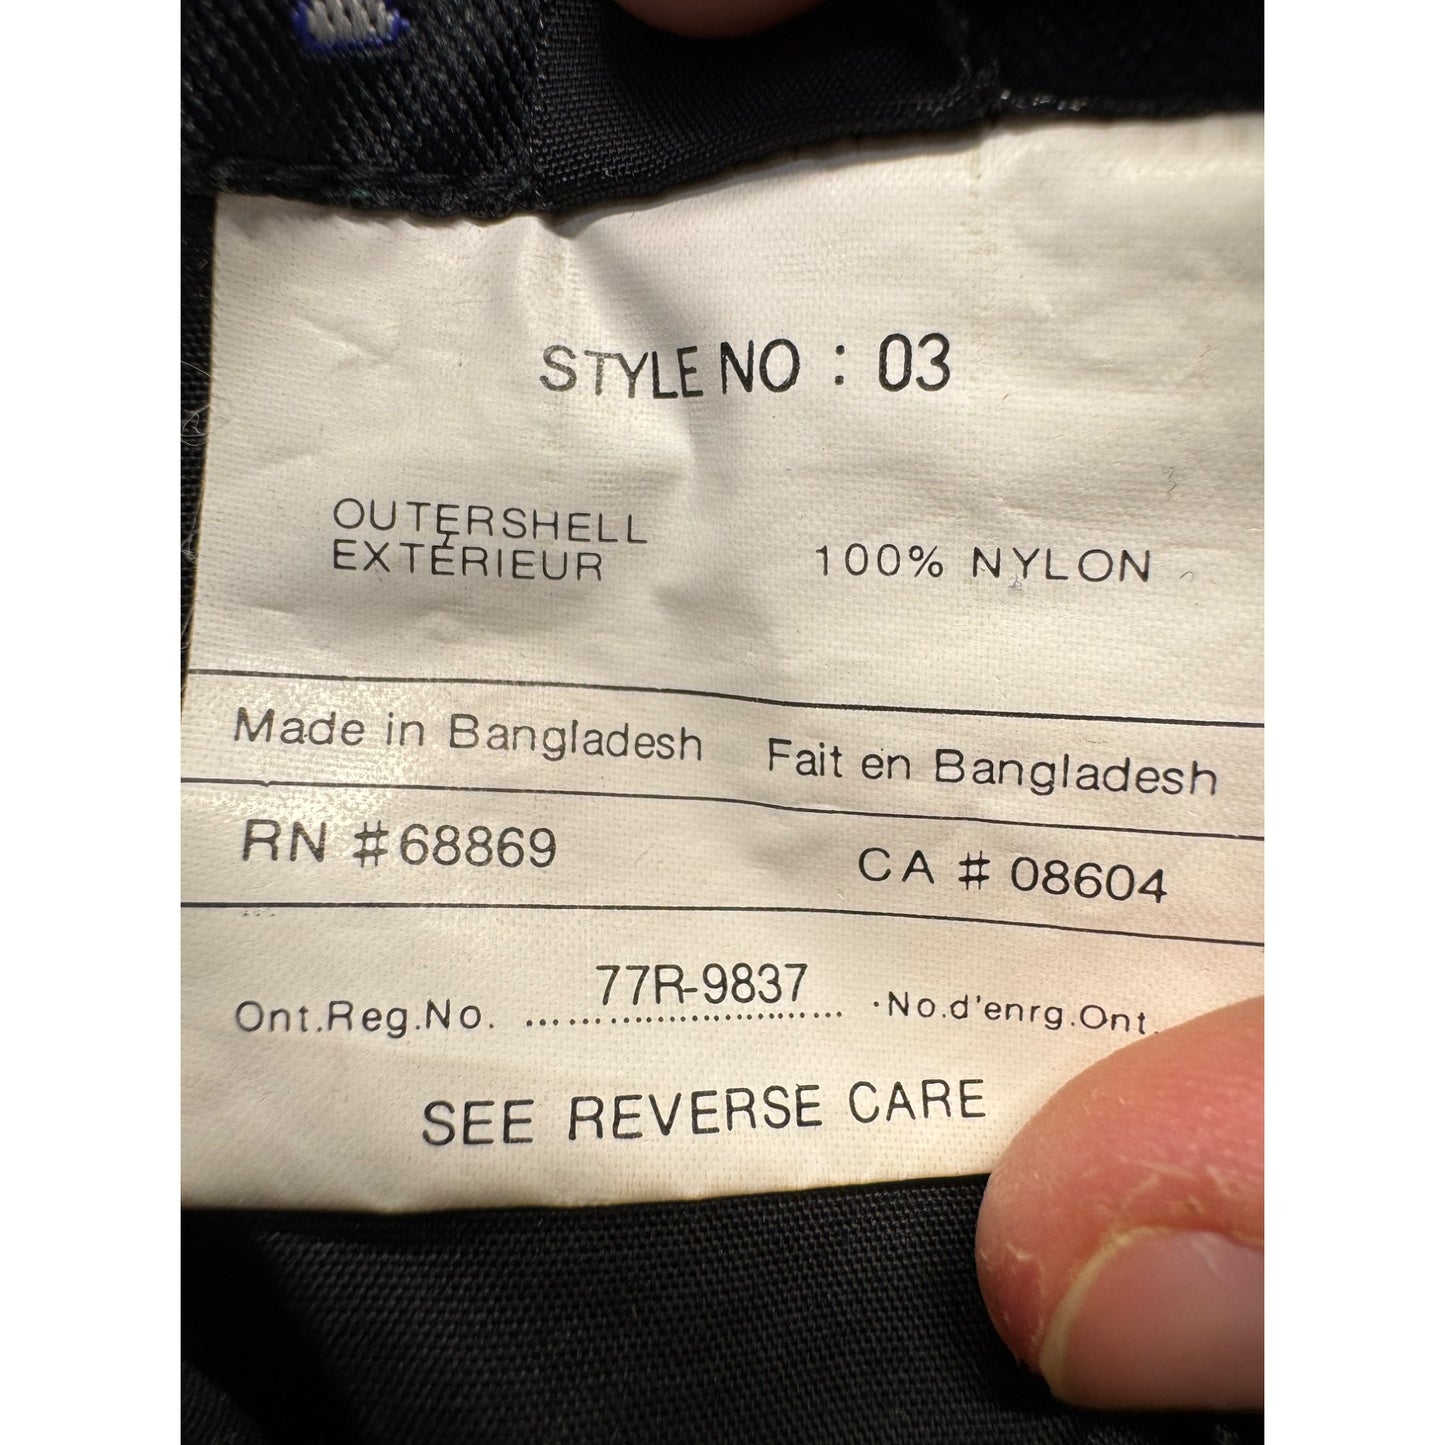 STYLE NO : 03
OUTERSHELL
EXTÉRIEUR
100% NYLON
Made in Bangladesh Fait en Bangladesh
RN #68869 CA # 08604
Ont.Reg.No. 77R-9837 .No.d'enrg.Ont.
SEE REVERSE CARE